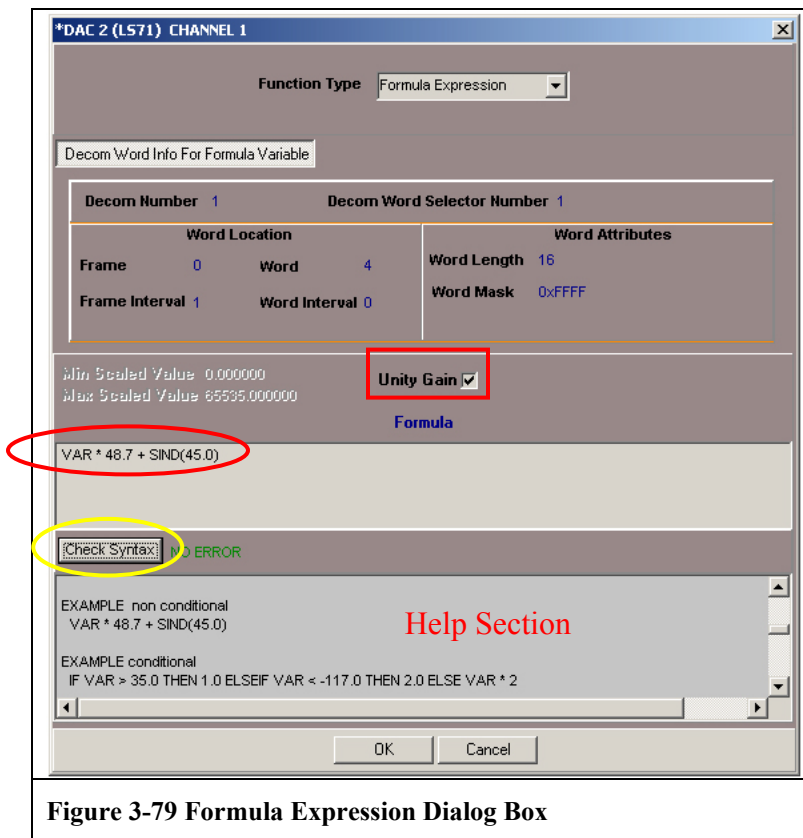 *DAC 2 (LS71) CHANNEL 1
Function Type Formula Expression
Decom Word Info For Formula Variable
Decom Number 1 Decom Word Selector Number 1
Word Location Word Attributes
Frame 0 Word 4 Word Length 16
Frame Interval 1 Word Interval 0 Word Mask 0xFFFF
Min Scaled Value 0.000000
Max Scaled Value 65535.000000
Unity Gain
Formula
VAR * 48.7 + SIND(45.0)
Check Syntax NO ERROR
EXAMPLE non conditional
VAR * 48.7 + SIND(45.0)
Help Section
EXAMPLE conditional
IF VAR > 35.0 THEN 1.0 ELSEIF VAR < -117.0 THEN 2.0 ELSE VAR * 2
OK Cancel
Figure 3-79 Formula Expression Dialog Box